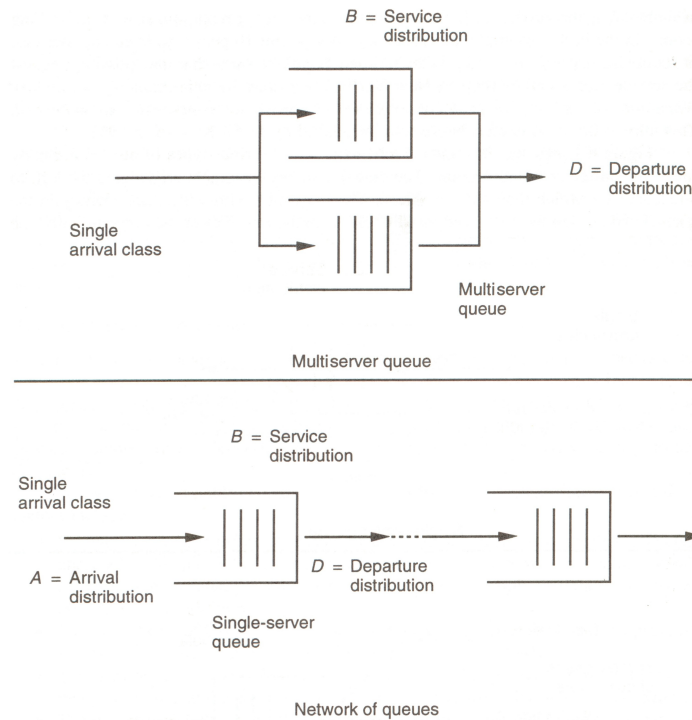 B = Service
distribution
D = Departure
distribution
Single
arrival class
Multiserver
queue
Multiserver queue
B = Service
distribution
Single
arrival class
A = Arrival
distribution
D = Departure
distribution
Single-server
queue
Network of queues